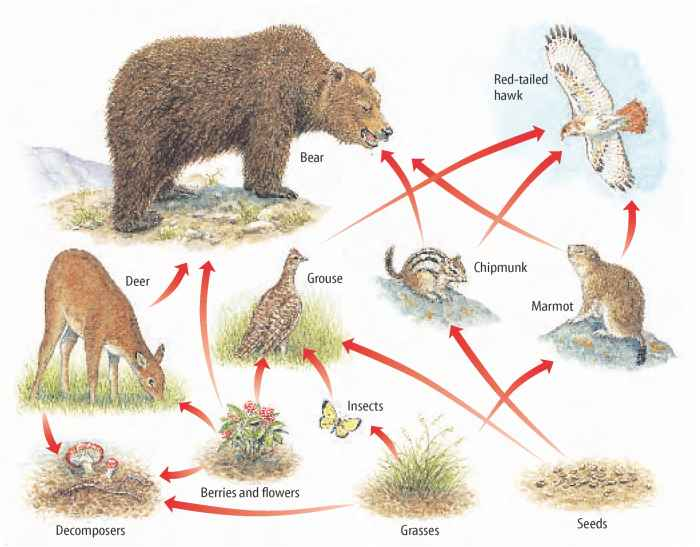 Red-tailed
hawk
Bear
Deer
Grouse
Chipmunk
Marmot
Insects
Berries and flowers
Decomposers
Grasses
Seeds